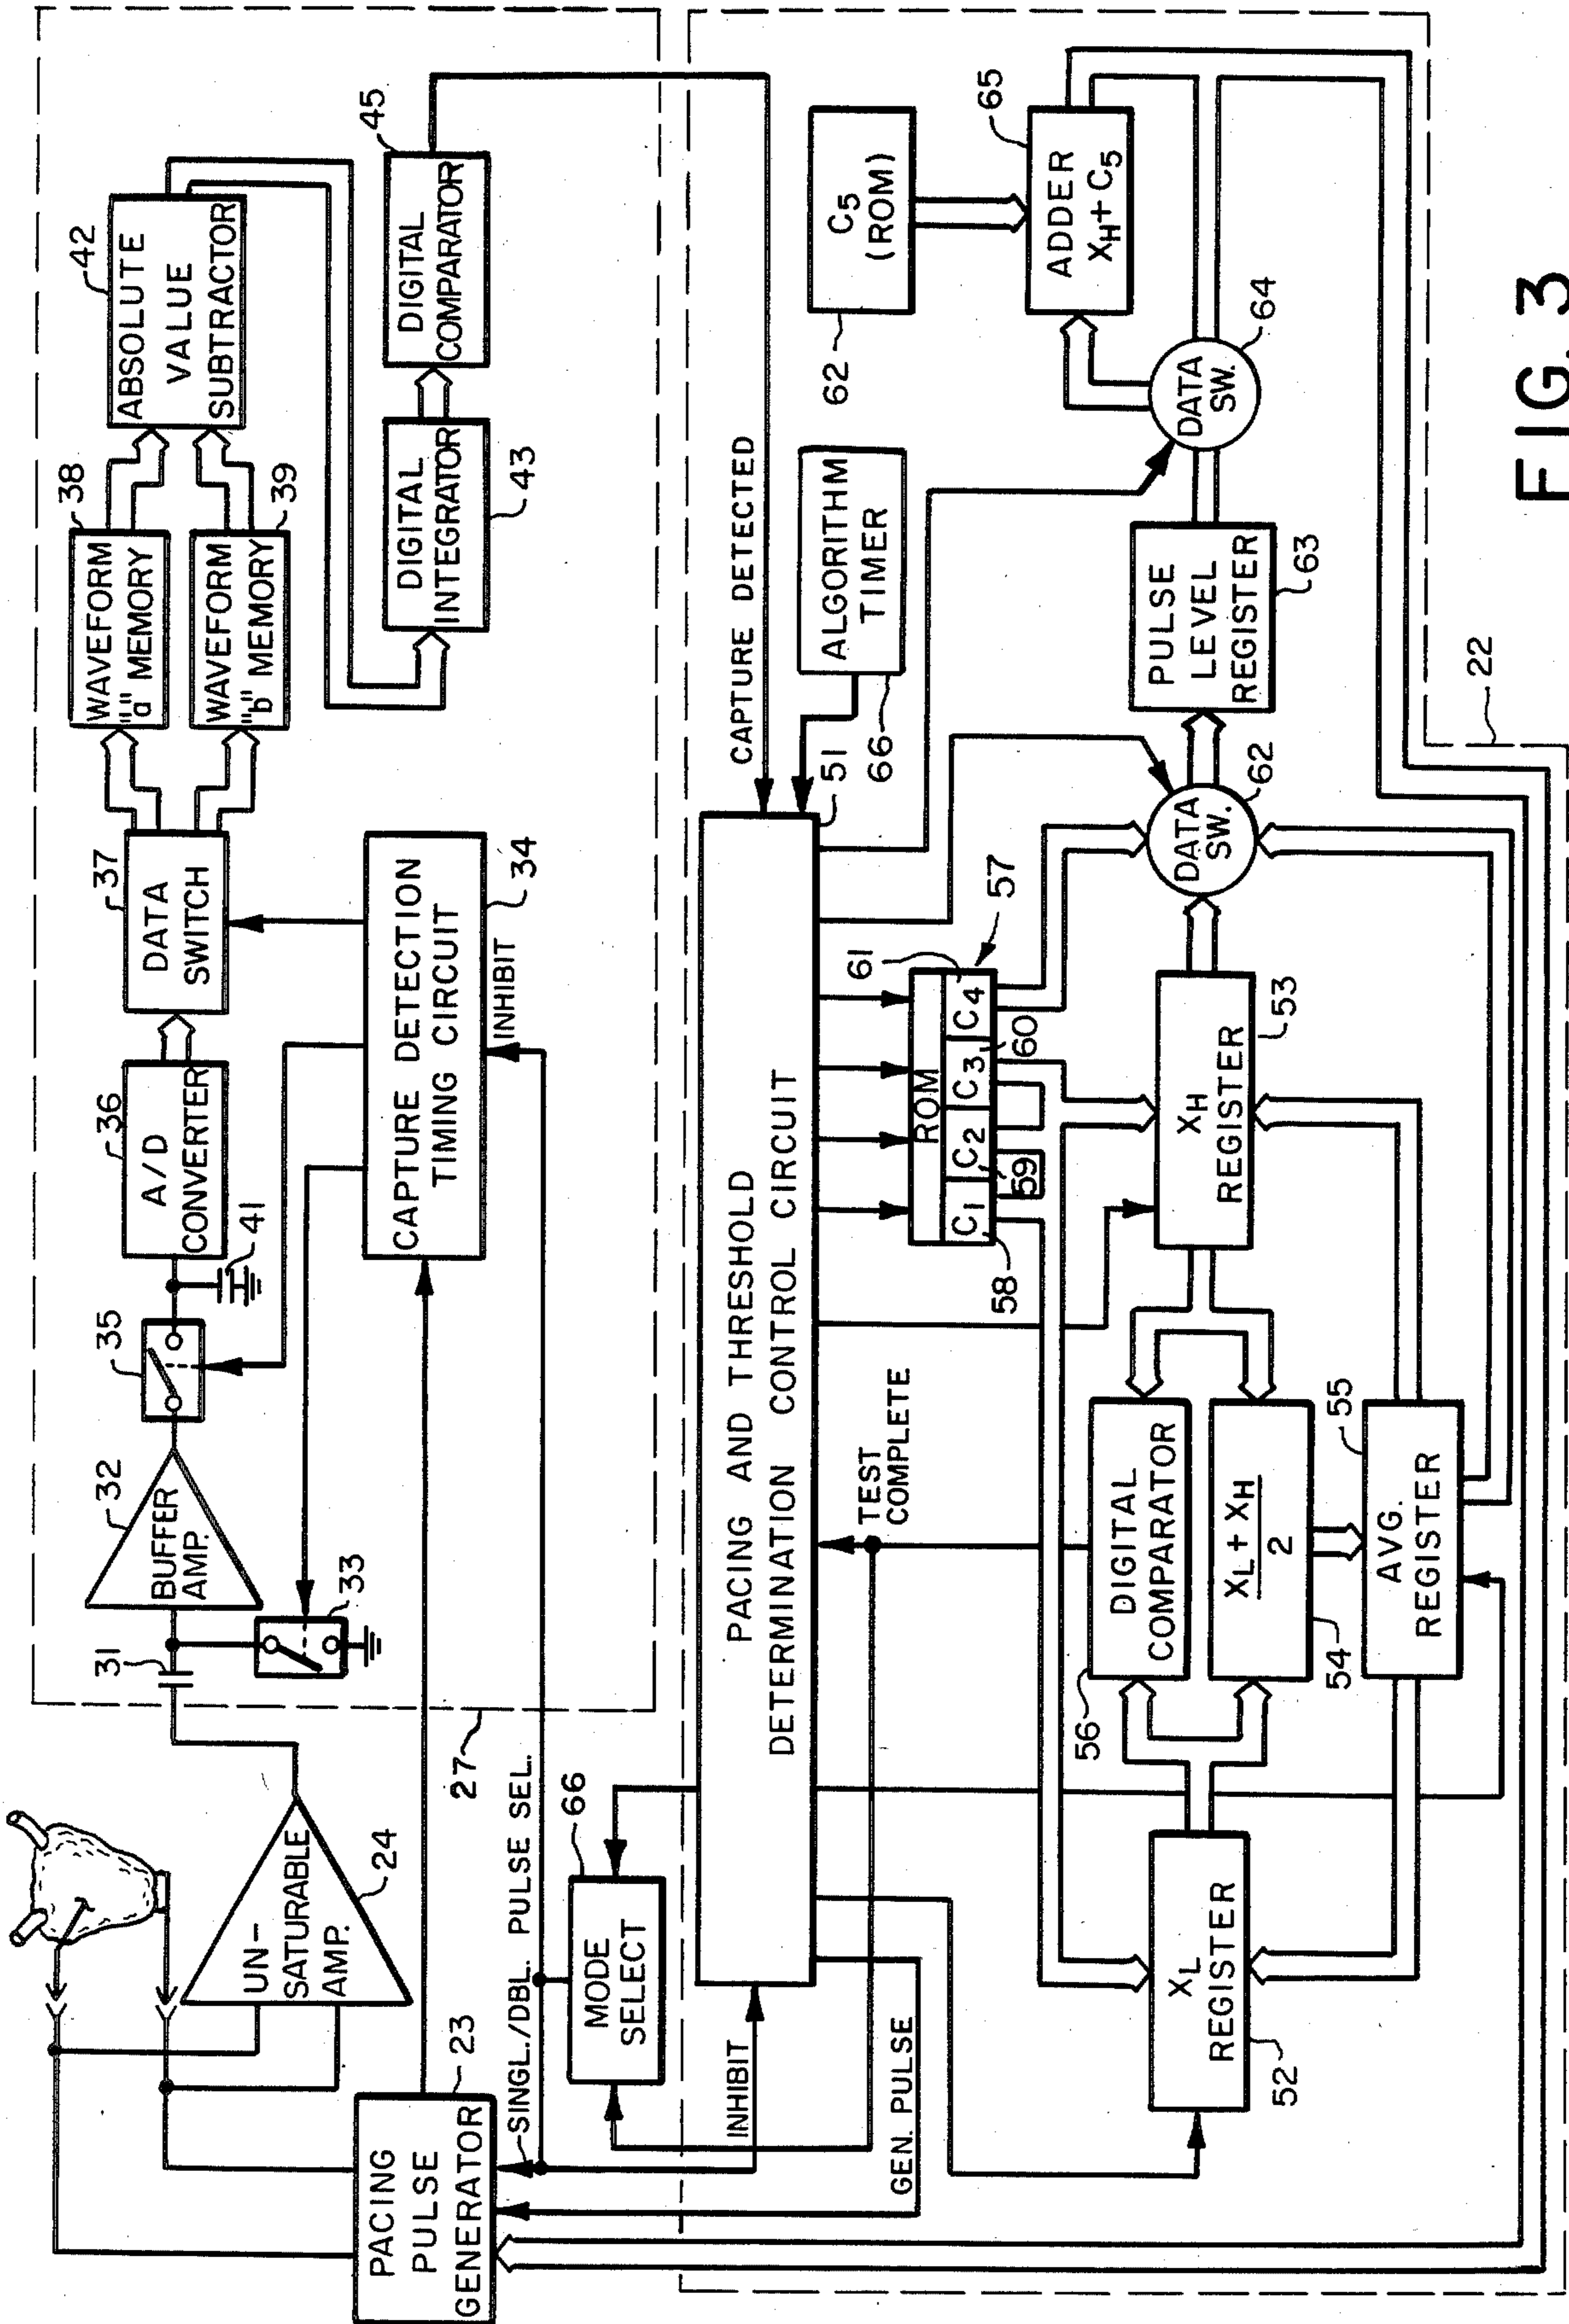 UN-
SATURABLE
AMP.
24
PACING
PULSE
GENERATOR
23
31
BUFFER
AMP.
32
33
35
41
A/D
CONVERTER
36
DATA
SWITCH
37
WAVEFORM
"a" MEMORY
38
WAVEFORM
"b" MEMORY
39
ABSOLUTE
VALUE
SUBTRACTOR
42
DIGITAL
INTEGRATOR
43
DIGITAL
COMPARATOR
45
CAPTURE DETECTION
TIMING CIRCUIT
34
INHIBIT
27
SINGL./DBL. PULSE SEL.
MODE
SELECT
66
INHIBIT
GEN. PULSE
TEST
COMPLETE
CAPTURE DETECTED
PACING AND THRESHOLD
DETERMINATION CONTROL CIRCUIT
51
ALGORITHM
TIMER
66
ROM
C1 C2 C3 C4
58
59
60
61
57
XL
REGISTER
52
DIGITAL
COMPARATOR
56
XL + XH
2
54
AVG.
REGISTER
55
XH
REGISTER
53
DATA
SW.
62
PULSE
LEVEL
REGISTER
63
DATA
SW.
64
C5
(ROM)
62
ADDER
XH + C5
65
22
FIG. 3